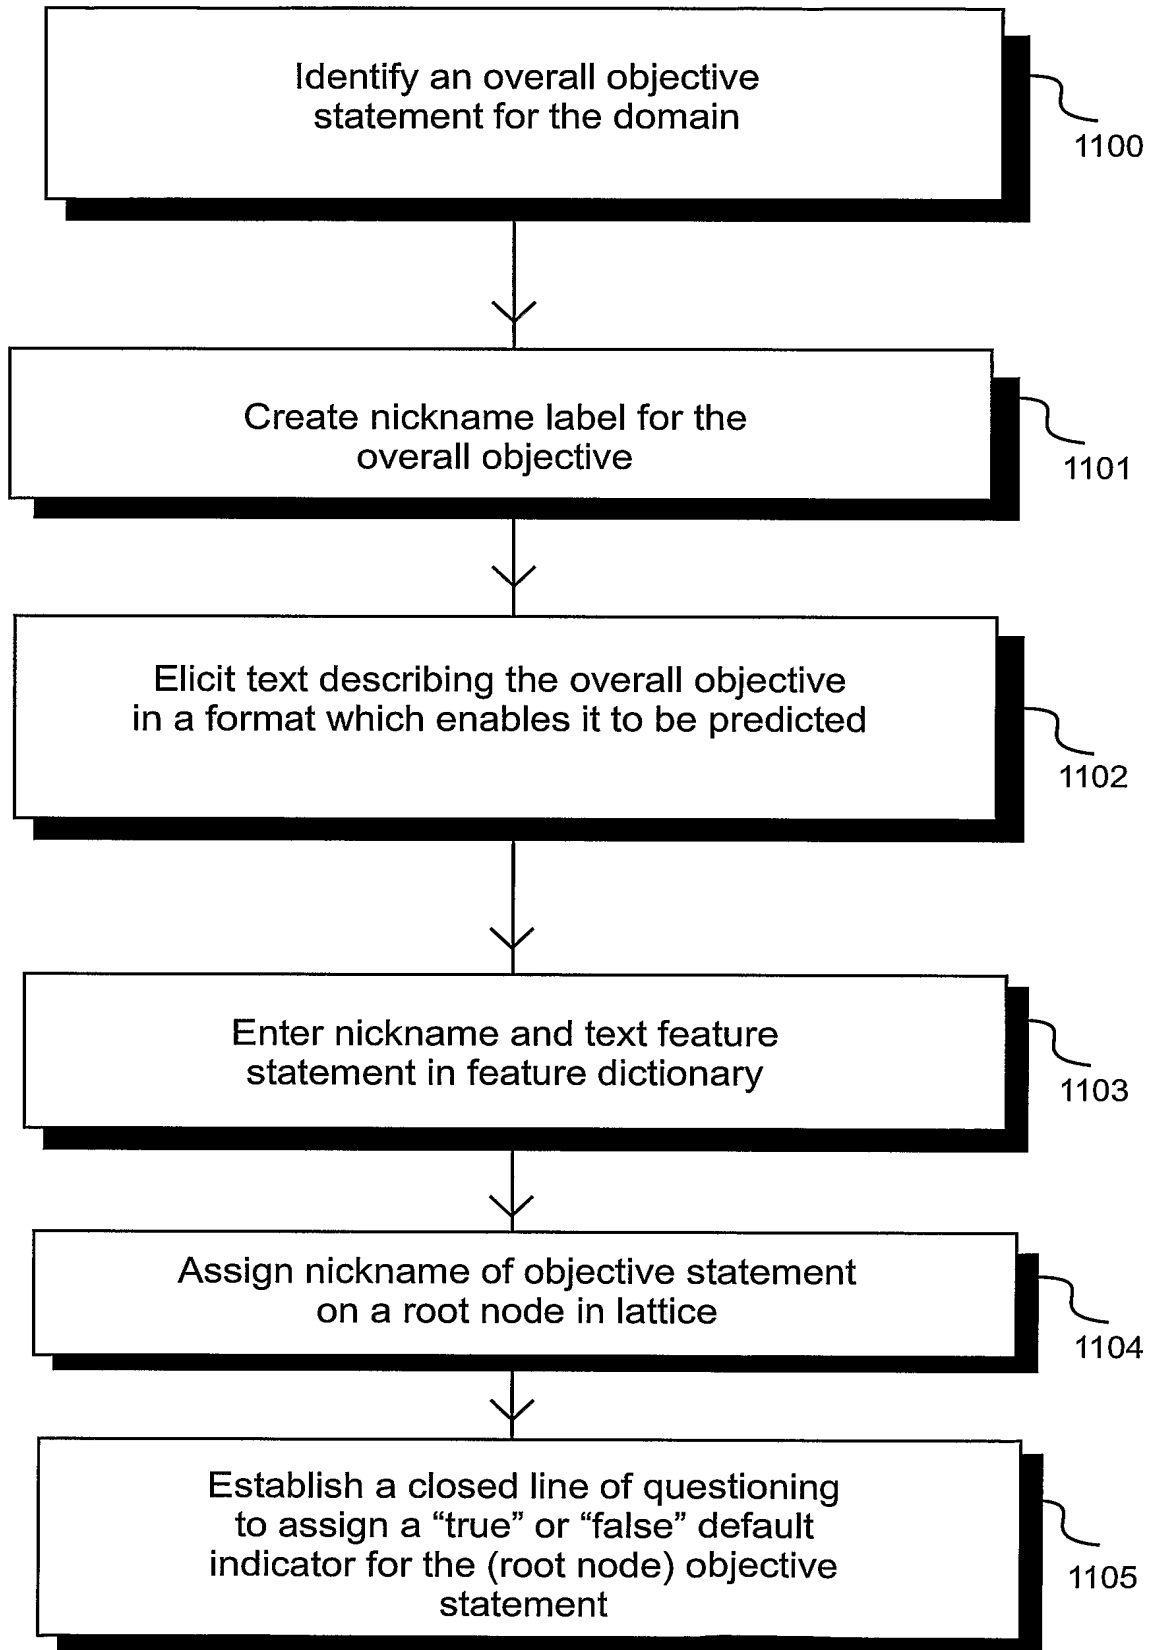 Identify an overall objective
statement for the domain
1100
Create nickname label for the
overall objective
1101
Elicit text describing the overall objective
in a format which enables it to be predicted
1102
Enter nickname and text feature
statement in feature dictionary
1103
Assign nickname of objective statement
on a root node in lattice
1104
Establish a closed line of questioning
to assign a “true” or “false” default
indicator for the (root node) objective
statement
1105